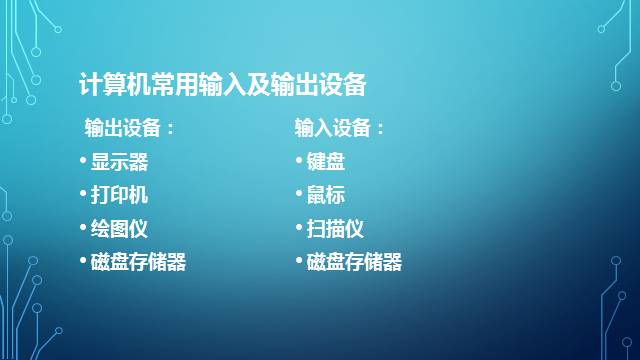 计算机常用输入及输出设备
输出设备：
• 显示器
• 打印机
• 绘图仪
• 磁盘存储器
输入设备：
• 键盘
• 鼠标
• 扫描仪
• 磁盘存储器